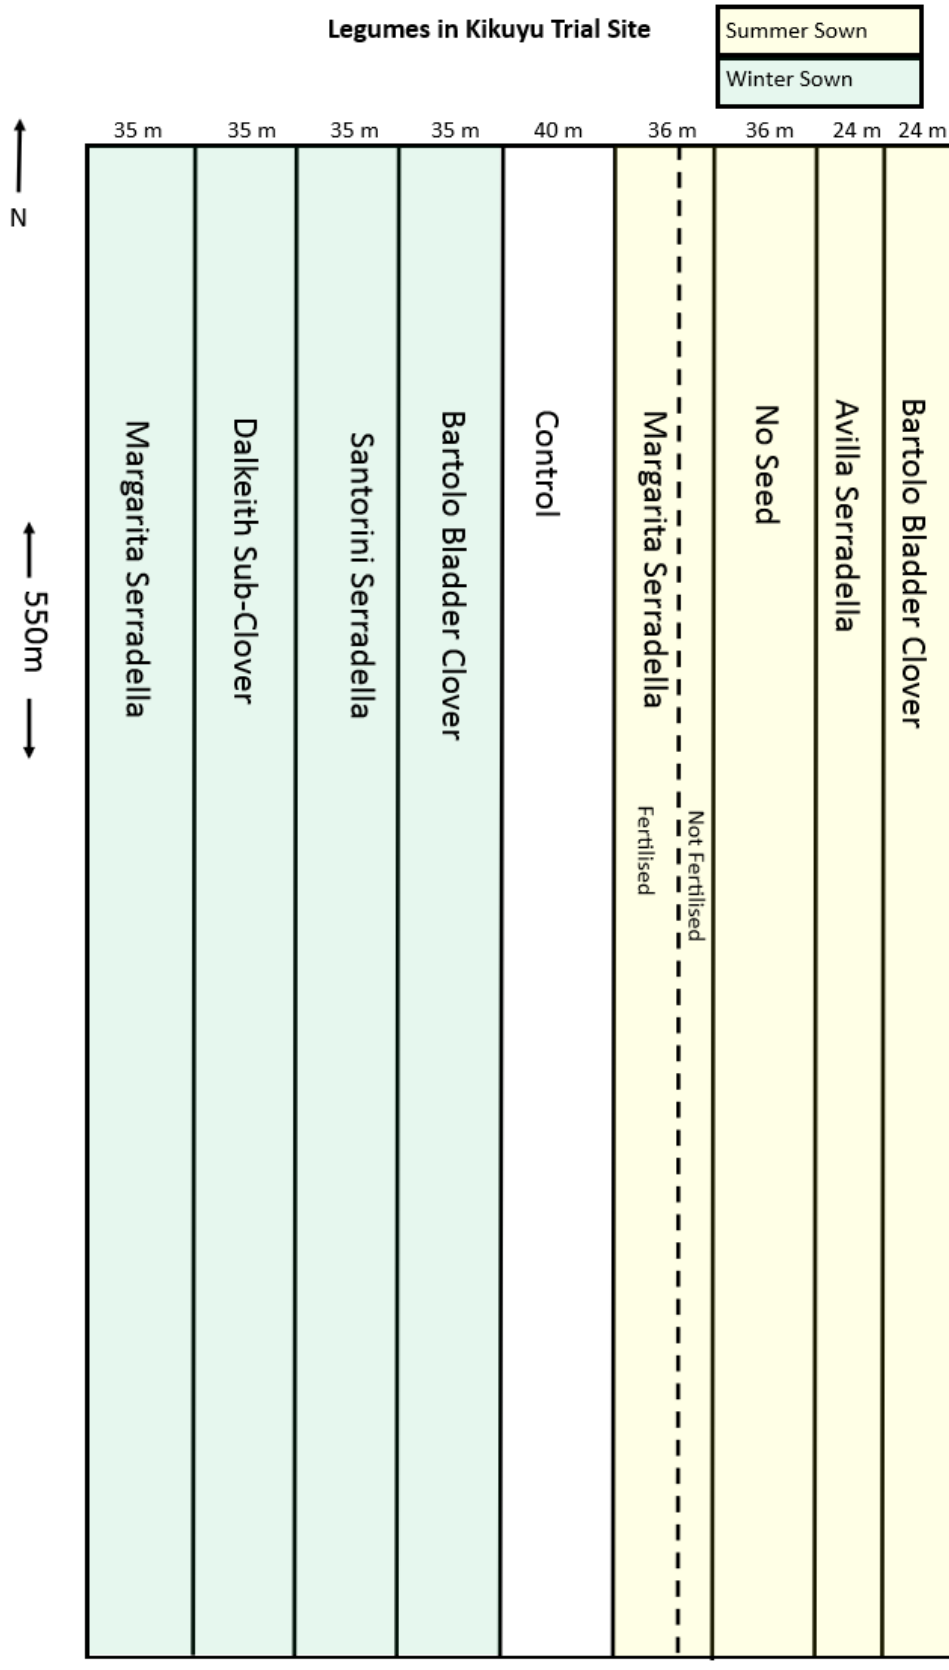 Legumes in Kikuyu Trial Site
Summer Sown
Winter Sown
35 m
35 m
35 m
35 m
40 m
36 m
36 m
24 m
24 m
N
550m
Margarita Serradella
Dalkeith Sub-Clover
Santorini Serradella
Bartolo Bladder Clover
Control
Margarita Serradella
Fertilised
Not Fertilised
No Seed
Avilla Serradella
Bartolo Bladder Clover